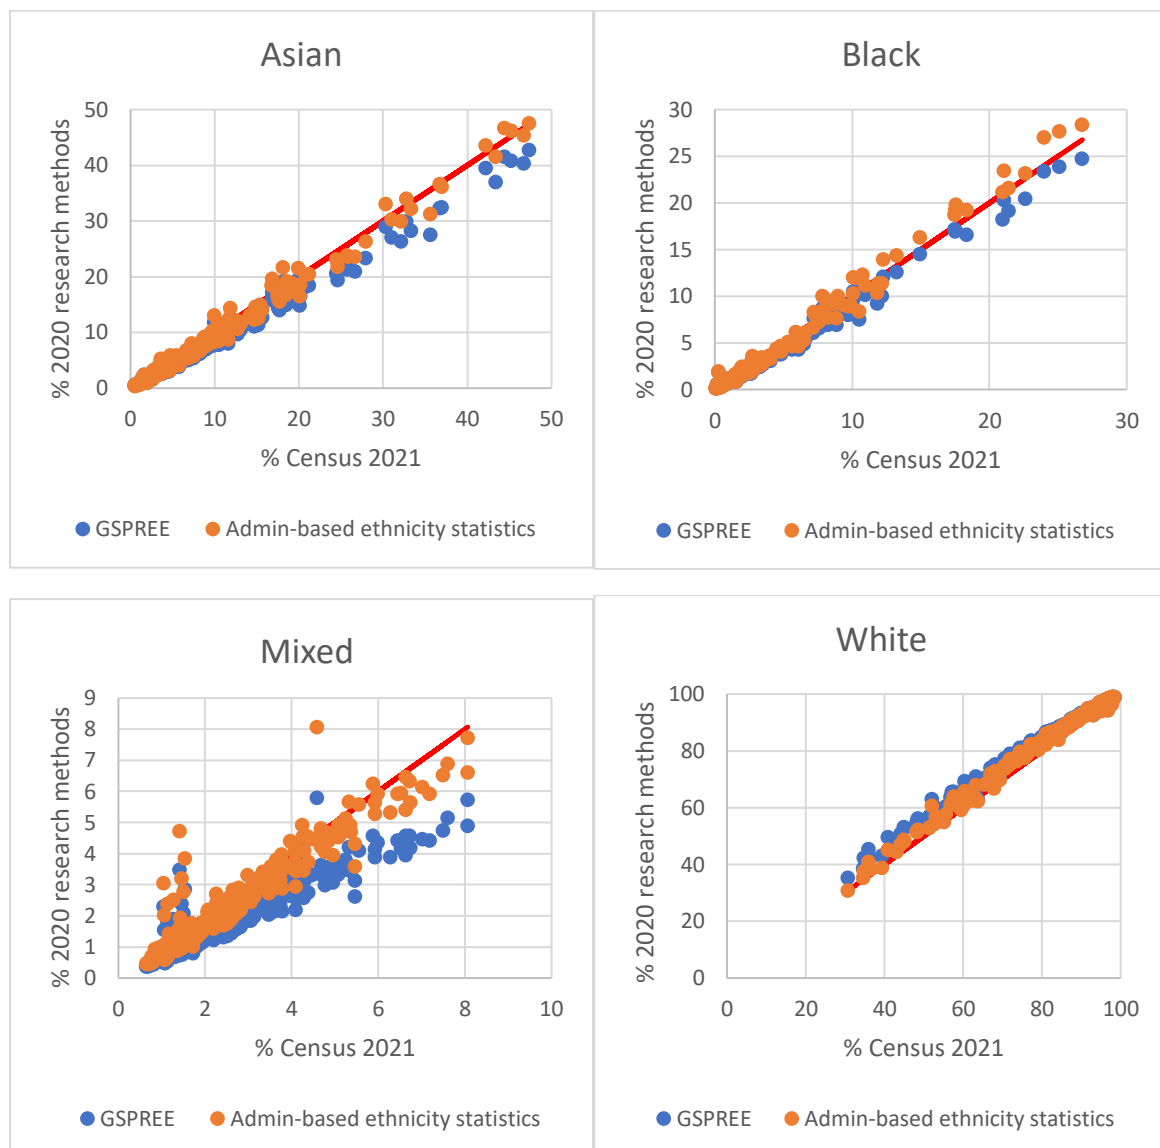 Asian
% 2020 research methods
50
40
30
20
10
0
0 10 20 30 40 50
% Census 2021
GSPREE Admin-based ethnicity statistics
Black
% 2020 research methods
30
25
20
15
10
5
0
0 10 20 30
% Census 2021
GSPREE Admin-based ethnicity statistics
Mixed
% 2020 research methods
9
8
7
6
5
4
3
2
1
0
0 2 4 6 8 10
% Census 2021
GSPREE Admin-based ethnicity statistics
White
% 2020 research methods
100
80
60
40
20
0
0 20 40 60 80 100
% Census 2021
GSPREE Admin-based ethnicity statistics